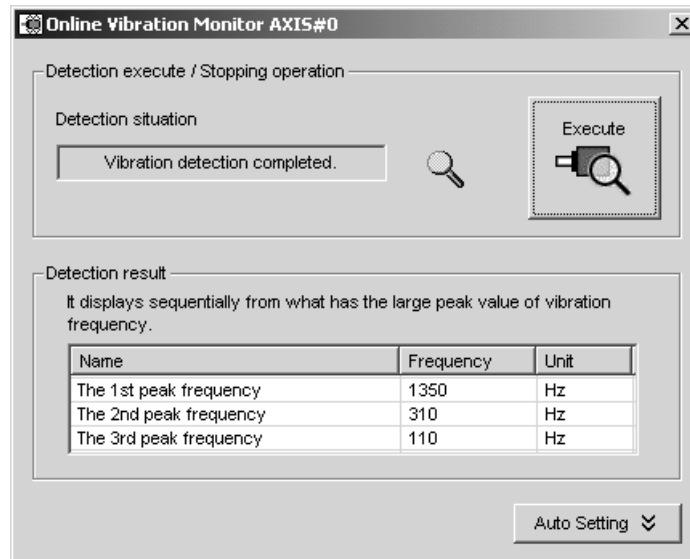 Online Vibration Monitor AXIS#0
Detection execute / Stopping operation
Detection situation
Vibration detection completed.
Execute
Detection result
It displays sequentially from what has the large peak value of vibration
frequency.
Name Frequency Unit
The 1st peak frequency 1350 Hz
The 2nd peak frequency 310 Hz
The 3rd peak frequency 110 Hz
Auto Setting